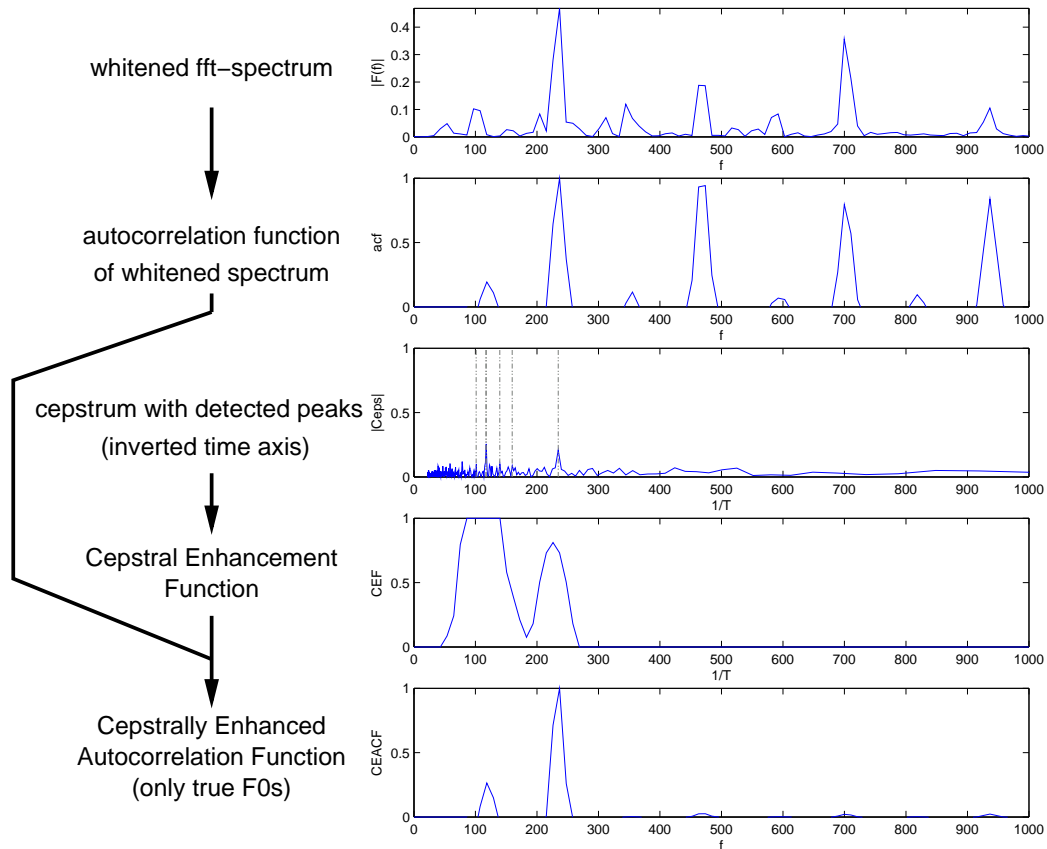 whitened fft−spectrum
autocorrelation function
of whitened spectrum
cepstrum with detected peaks
(inverted time axis)
Cepstral Enhancement
Function
Cepstrally Enhanced
Autocorrelation Function
(only true F0s)
|F(f)|
0.4
0.3
0.2
0.1
0
0 100 200 300 400 500 600 700 800 900 1000
f
acf
1
0.5
0
0 100 200 300 400 500 600 700 800 900 1000
f
|Ceps|
1
0.5
0
0 100 200 300 400 500 600 700 800 900 1000
1/T
CEF
1
0.5
0
0 100 200 300 400 500 600 700 800 900 1000
1/T
CEACF
1
0.5
0
0 100 200 300 400 500 600 700 800 900 1000
f